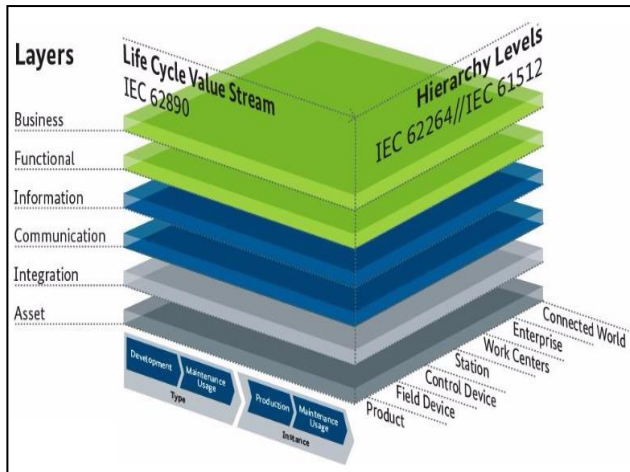 Layers
Life Cycle Value Stream
IEC 62890
Hierarchy Levels
IEC 62264//IEC 61512
Business
Functional
Information
Communication
Integration
Asset
Development
Maintenance
Usage
Type
Production
Maintenance
Usage
Instance
Connected World
Enterprise
Work Centers
Station
Control Device
Field Device
Product